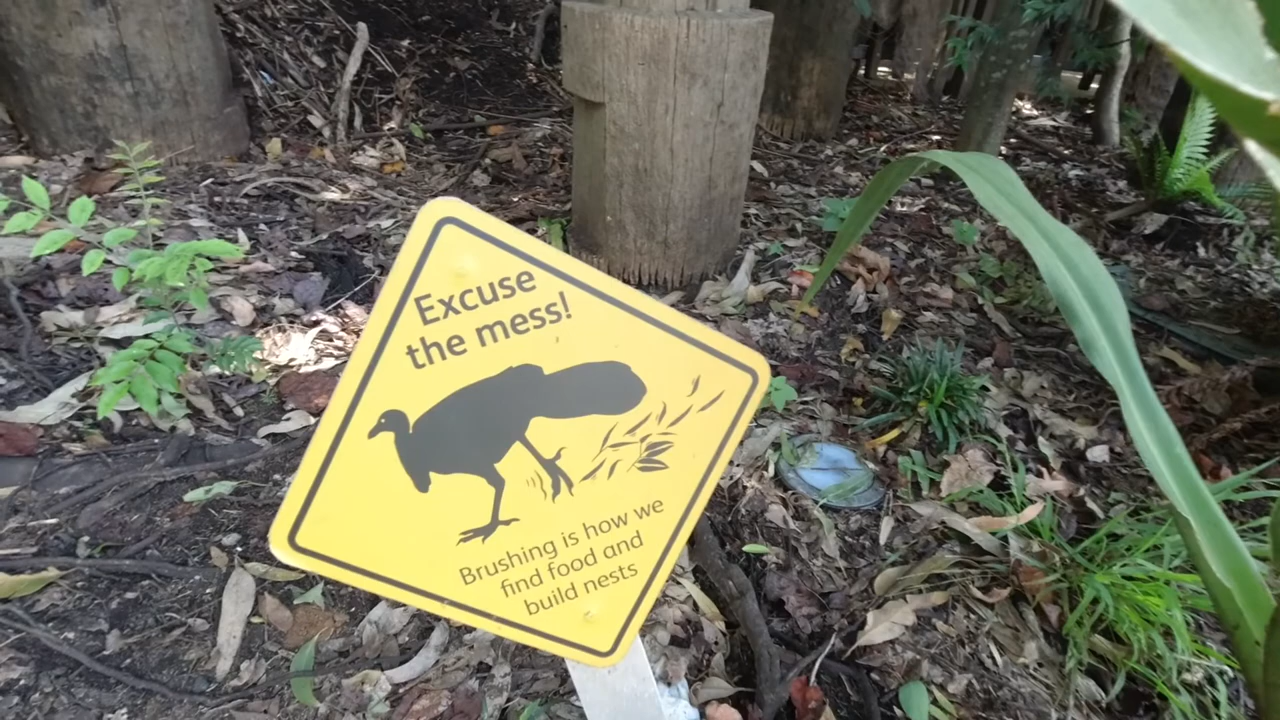 Excuse
the mess!
Brushing is how we
find food and
build nests